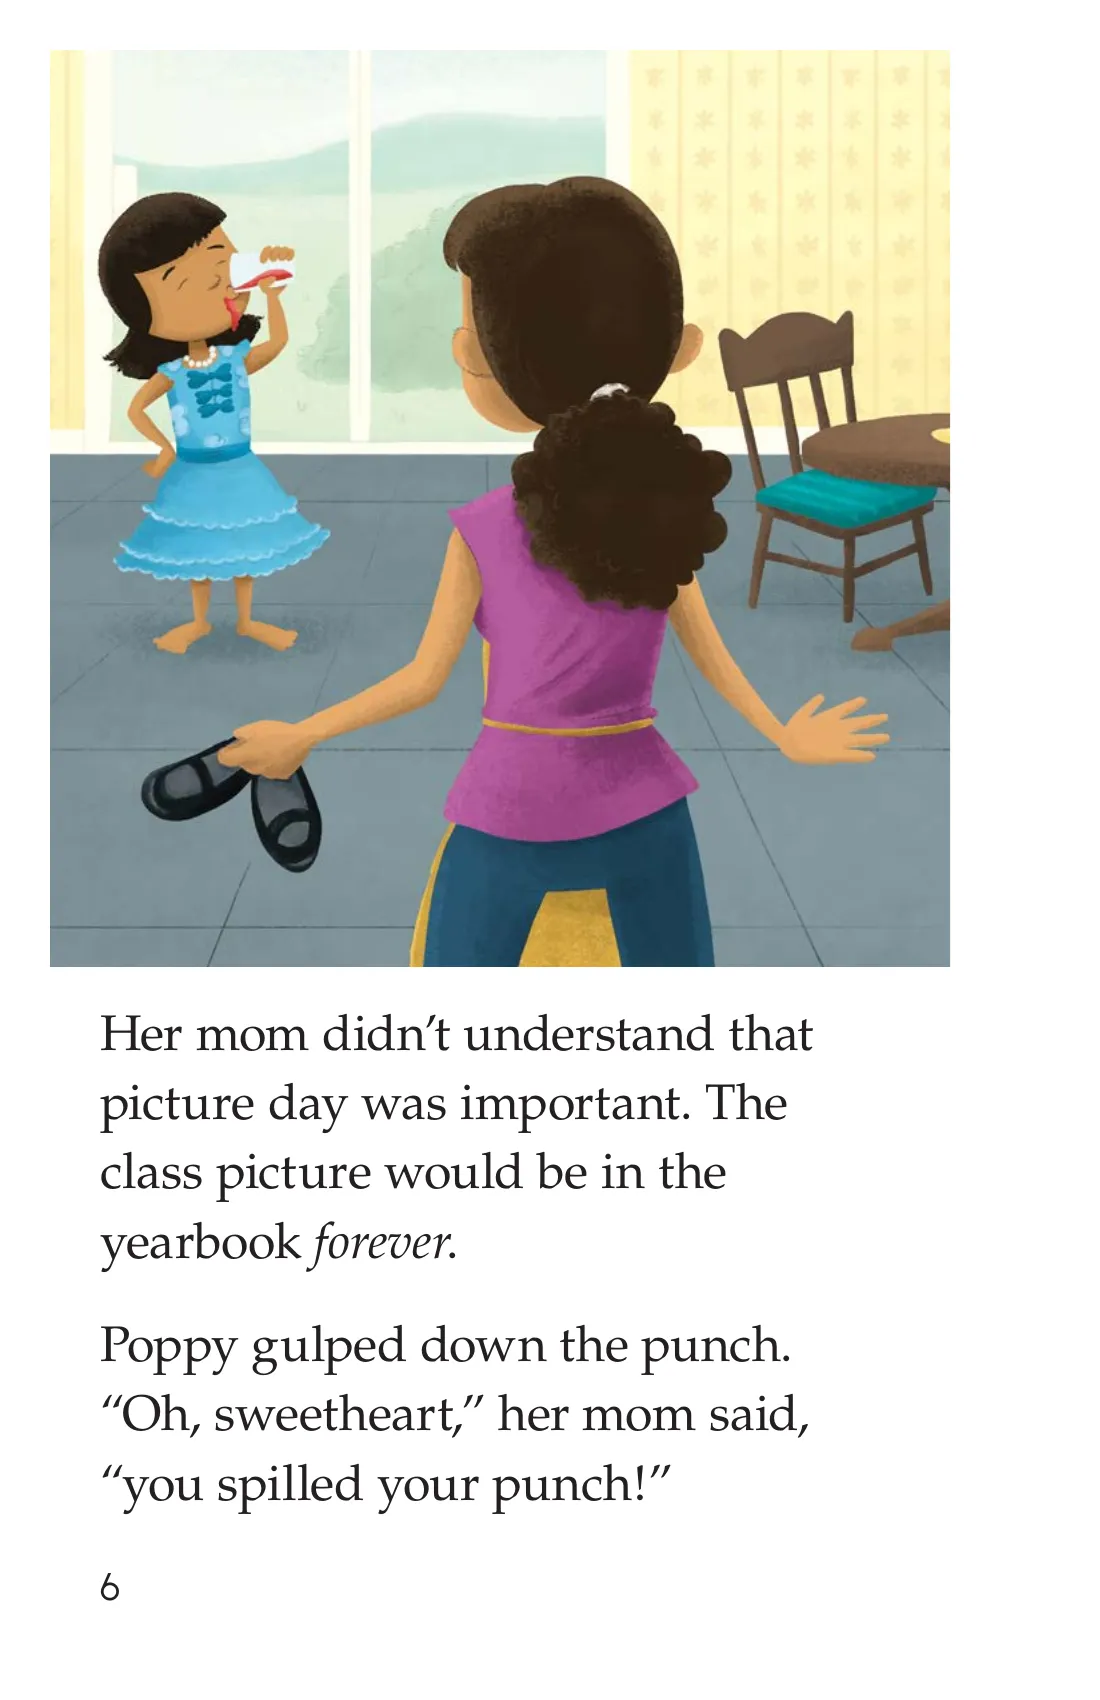 Her mom didn’t understand that
picture day was important. The
class picture would be in the
yearbook forever.
Poppy gulped down the punch.
“Oh, sweetheart,” her mom said,
“you spilled your punch!”
6